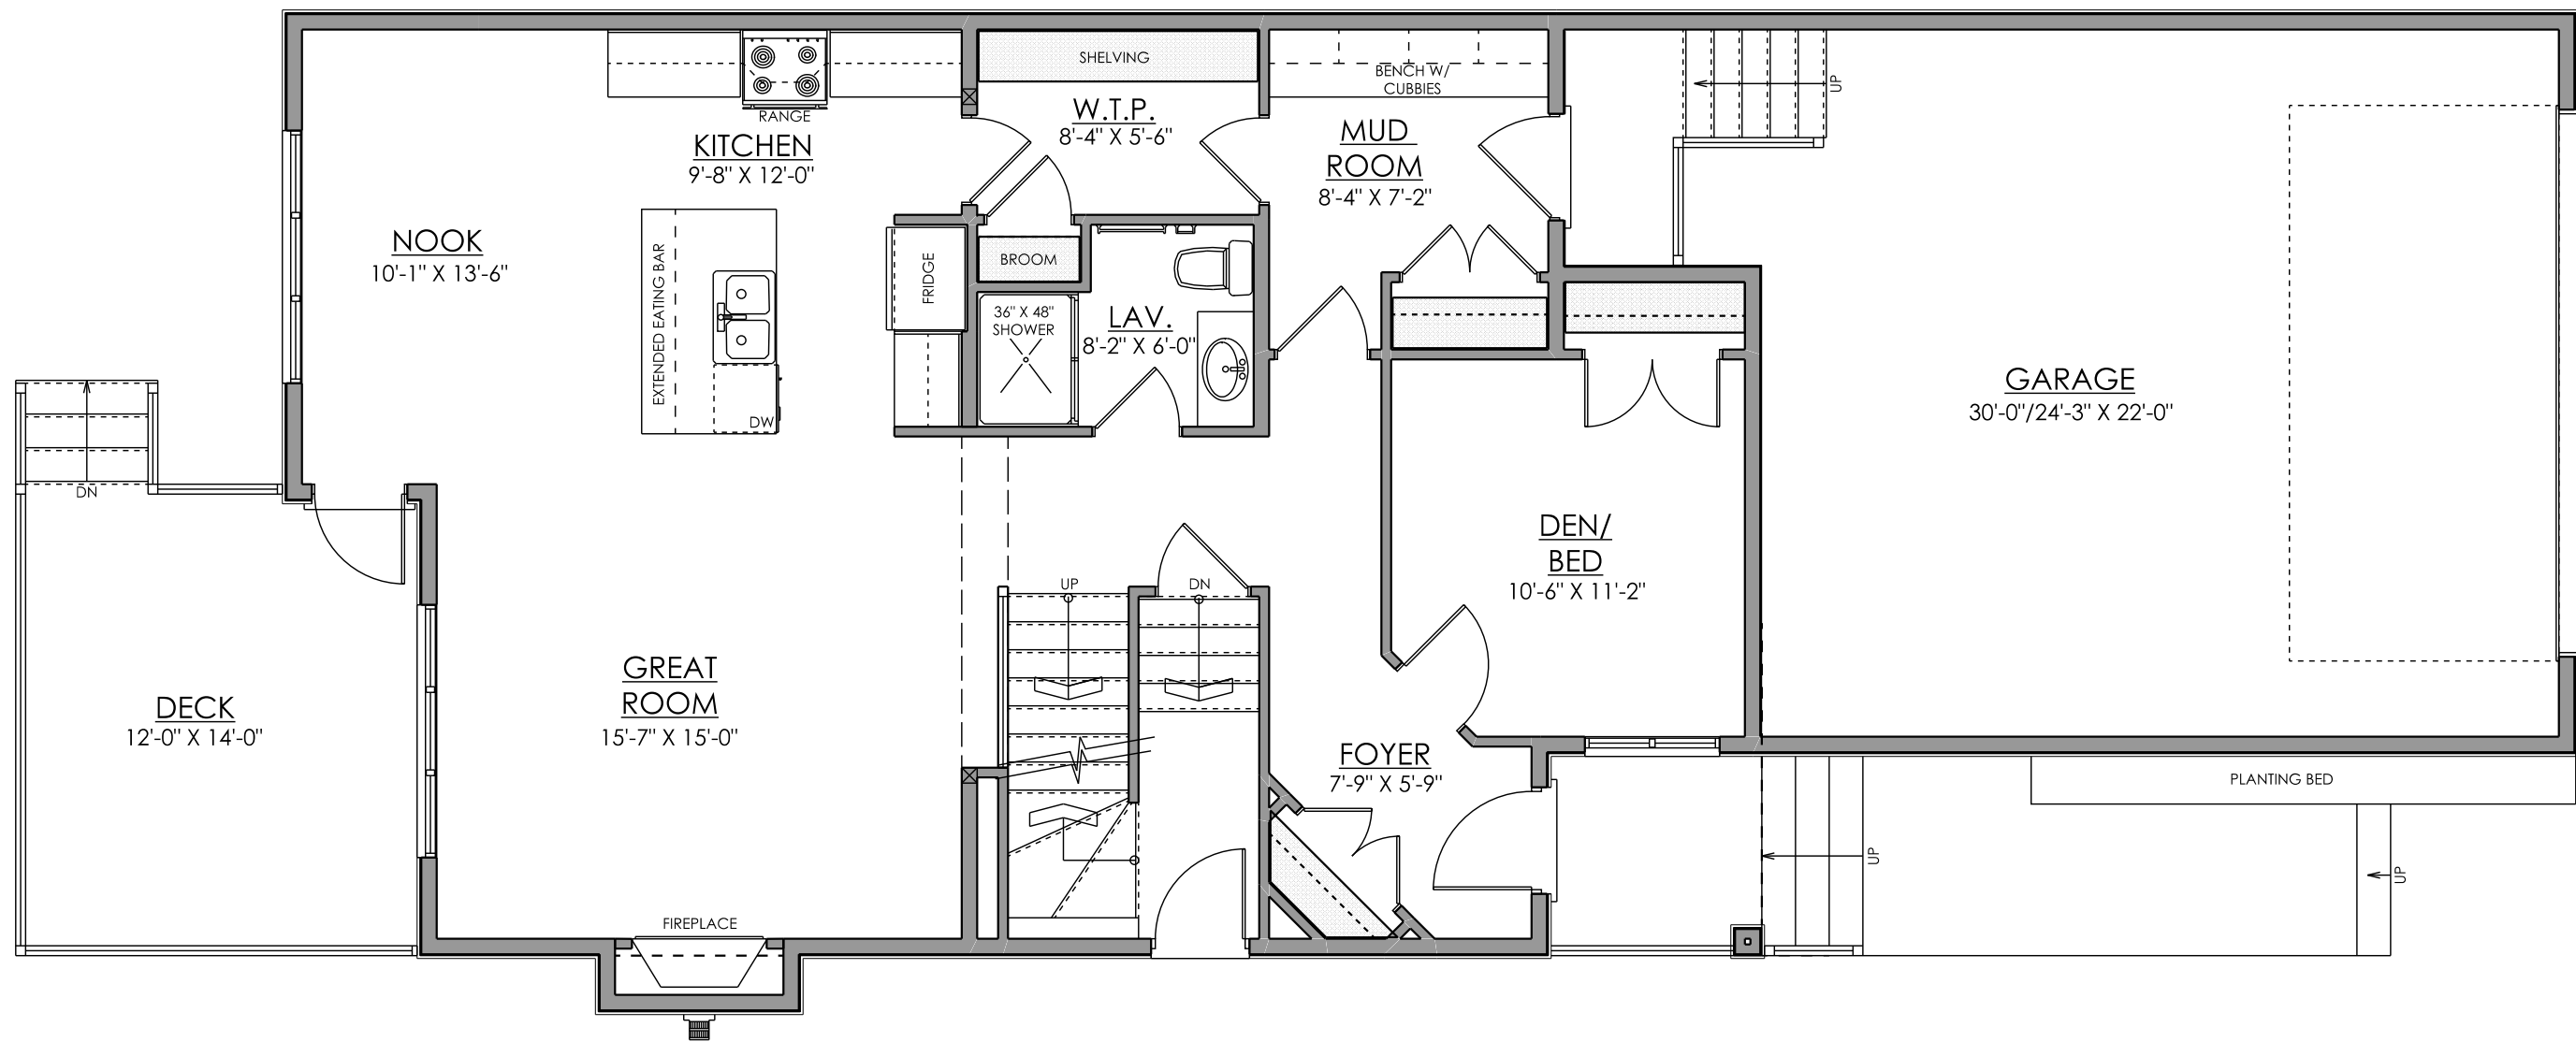 SHELVING
BENCH W/
CUBBIES
UP
RANGE
W.T.P.
8'-4" X 5'-6"
KITCHEN
9'-8" X 12'-0"
MUD
ROOM
8'-4" X 7'-2"
NOOK
10'-1" X 13'-6"
EXTENDED EATING BAR
FRIDGE
BROOM
36" X 48"
SHOWER
LAV.
8'-2" X 6'-0"
DW
GARAGE
30'-0"/24'-3" X 22'-0"
DN
DEN/
BED
10'-6" X 11'-2"
UP
DN
GREAT
ROOM
15'-7" X 15'-0"
DECK
12'-0" X 14'-0"
FOYER
7'-9" X 5'-9"
PLANTING BED
UP
UP
FIREPLACE